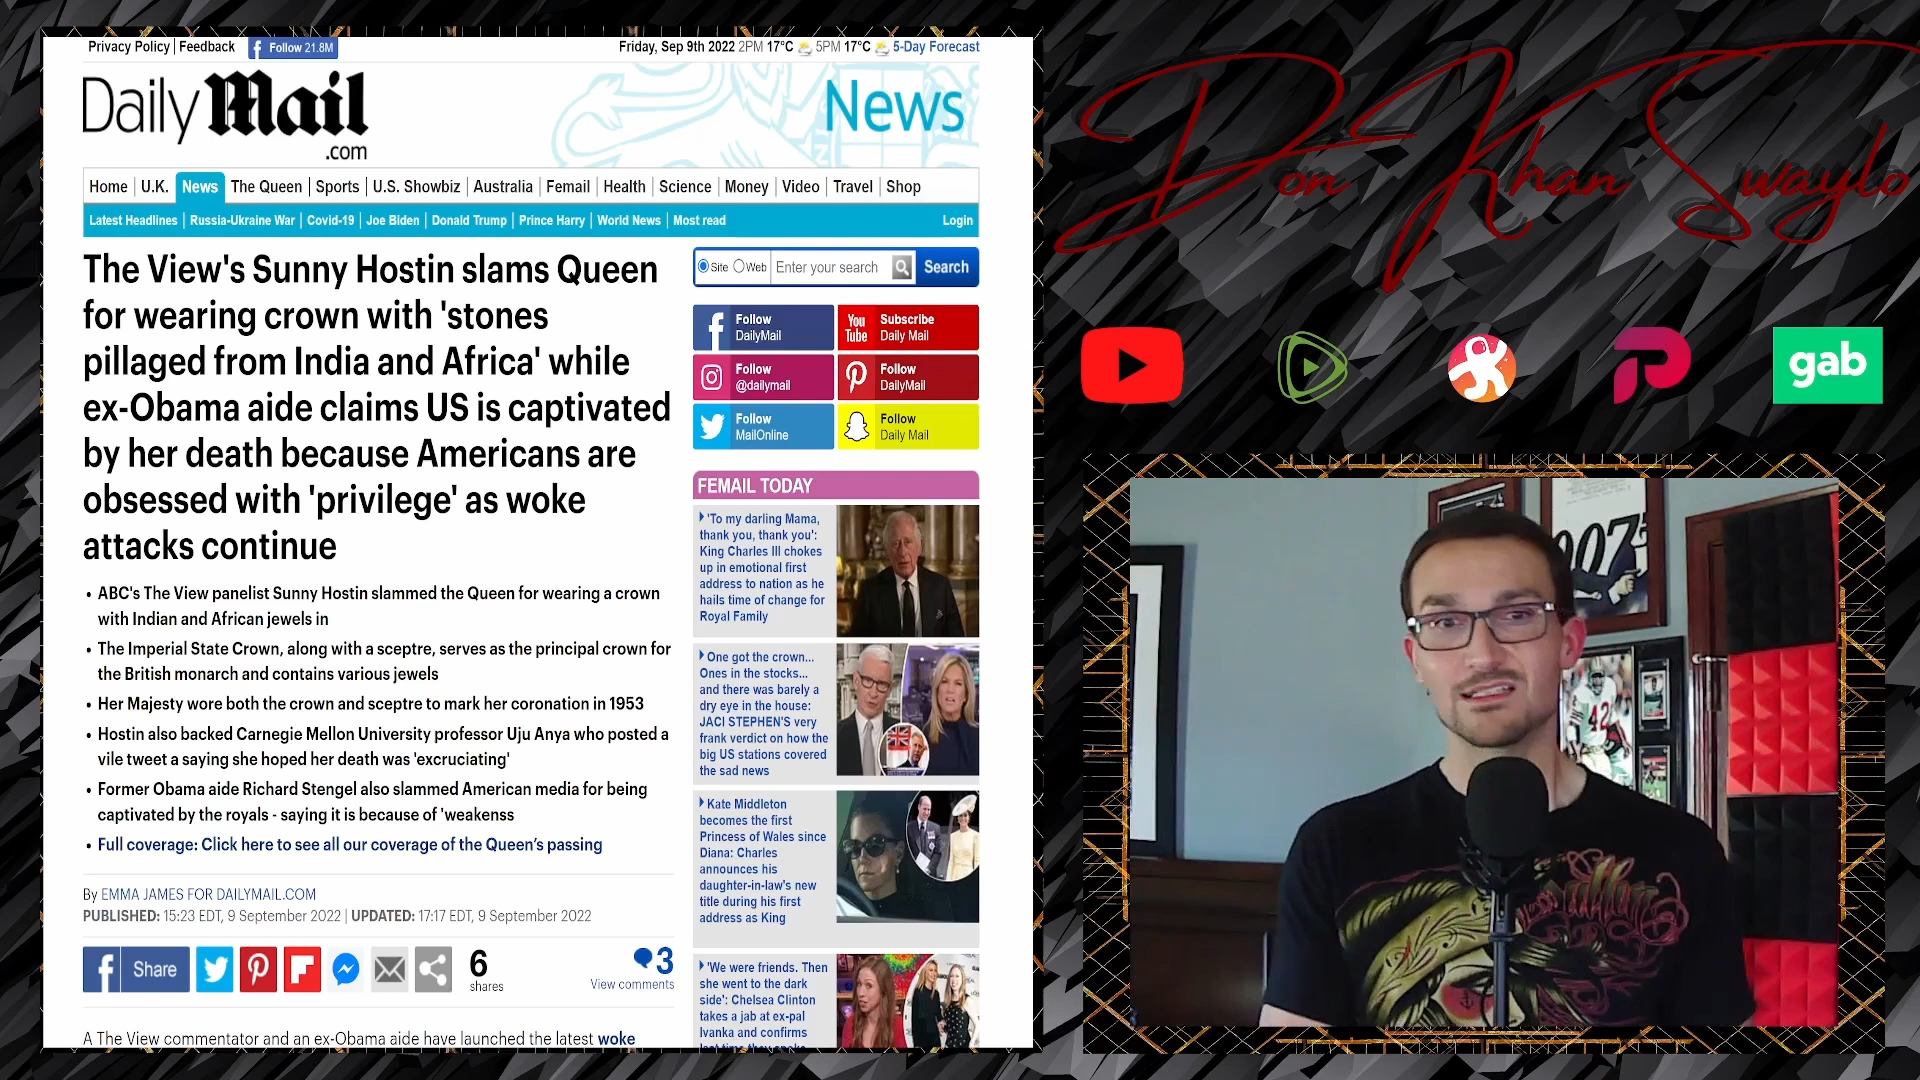 Privacy Policy | Feedback
Follow 21.8M
Friday, Sep 9th 2022 2PM 17°C 5PM 17°C 5-Day Forecast
Daily Mail
.com
News
Home U.K. News The Queen Sports U.S. Showbiz Australia Femail Health Science Money Video Travel Shop
Latest Headlines Russia-Ukraine War Covid-19 Joe Biden Donald Trump Prince Harry World News Most read
Login
The View's Sunny Hostin slams Queen
for wearing crown with 'stones
pillaged from India and Africa' while
ex-Obama aide claims US is captivated
by her death because Americans are
obsessed with 'privilege' as woke
attacks continue
• ABC's The View panelist Sunny Hostin slammed the Queen for wearing a crown
with Indian and African jewels in
• The Imperial State Crown, along with a sceptre, serves as the principal crown for
the British monarch and contains various jewels
• Her Majesty wore both the crown and sceptre to mark her coronation in 1953
• Hostin also backed Carnegie Mellon University professor Uju Anya who posted a
vile tweet a saying she hoped her death was 'excruciating'
• Former Obama aide Richard Stengel also slammed American media for being
captivated by the royals - saying it is because of 'weakenss
• Full coverage: Click here to see all our coverage of the Queen's passing
By EMMA JAMES FOR DAILYMAIL.COM
PUBLISHED: 15:23 EDT, 9 September 2022 | UPDATED: 17:17 EDT, 9 September 2022
Share
6
shares
3
View comments
A The View commentator and an ex-Obama aide have launched the latest woke
Site Web Enter your search Search
Follow
DailyMail
You
Tube
Subscribe
Daily Mail
Follow
@dailymail
Follow
DailyMail
Follow
MailOnline
Follow
Daily Mail
FEMAIL TODAY
'To my darling Mama,
thank you, thank you':
King Charles III chokes
up in emotional first
address to nation as he
hails time of change for
Royal Family
One got the crown...
Ones in the stocks...
and there was barely a
dry eye in the house:
JACI STEPHEN'S very
frank verdict on how the
big US stations covered
the sad news
Kate Middleton
becomes the first
Princess of Wales since
Diana: Charles
announces his
daughter-in-law's new
title during his first
address as King
'We were friends. Then
she went to the dark
side': Chelsea Clinton
takes a jab at ex-pal
Ivanka and confirms
last time they spoke
Don Khan Swaylo
gab
007
42